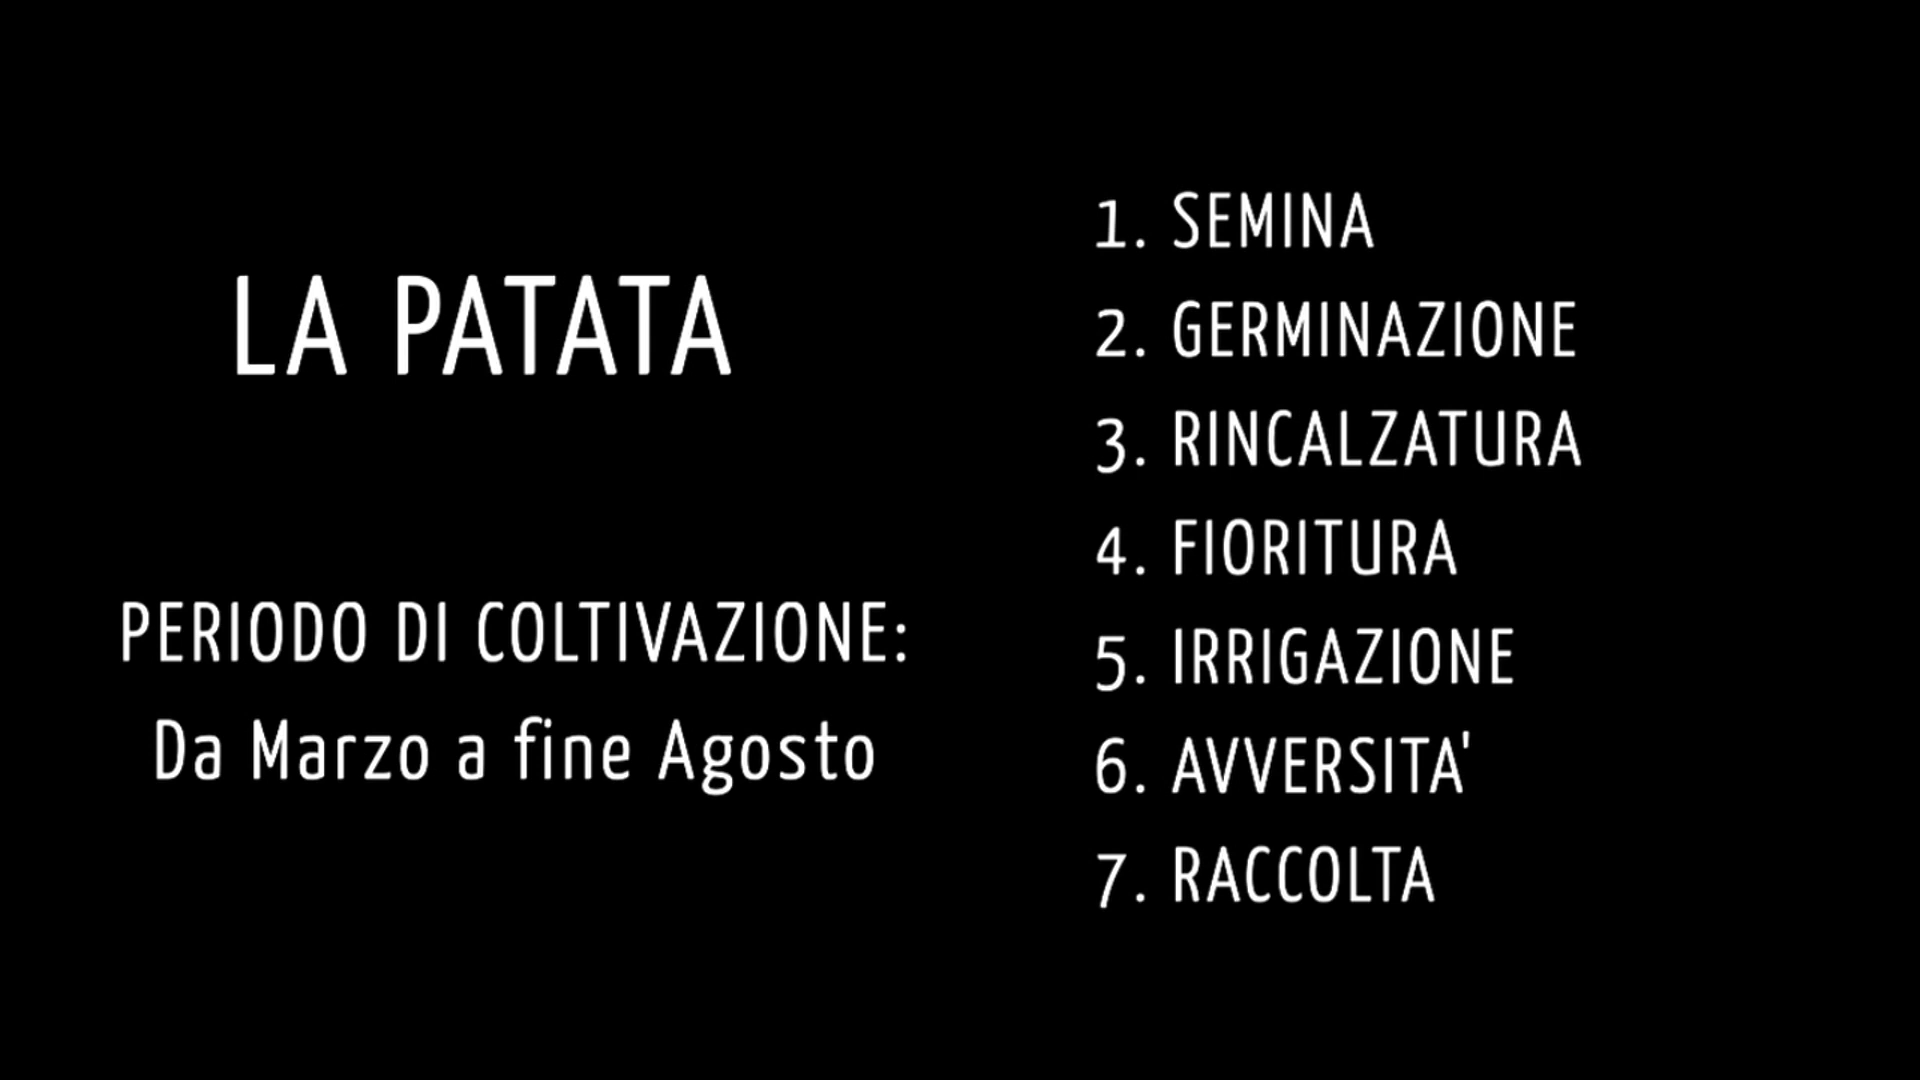 LA PATATA
PERIODO DI COLTIVAZIONE:
Da Marzo a fine Agosto
1. SEMINA
2. GERMINAZIONE
3. RINCALZATURA
4. FIORITURA
5. IRRIGAZIONE
6. AVVERSITA'
7. RACCOLTA